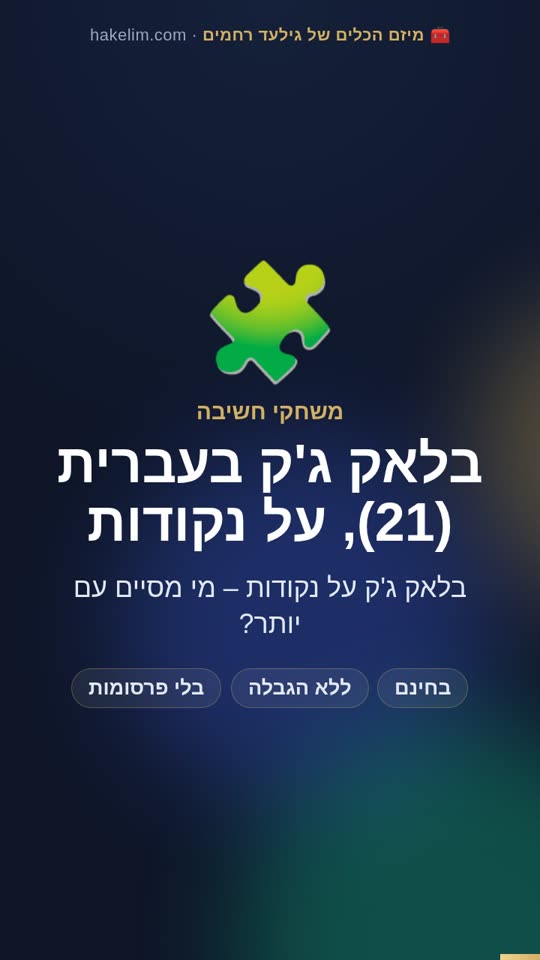 🧰 מיזם הכלים של גילעד רחמים · hakelim.com
משחקי חשיבה
בלאק ג'ק בעברית
(21), על נקודות
בלאק ג'ק על נקודות – מי מסיים עם
יותר?
בחינם
ללא הגבלה
בלי פרסומות